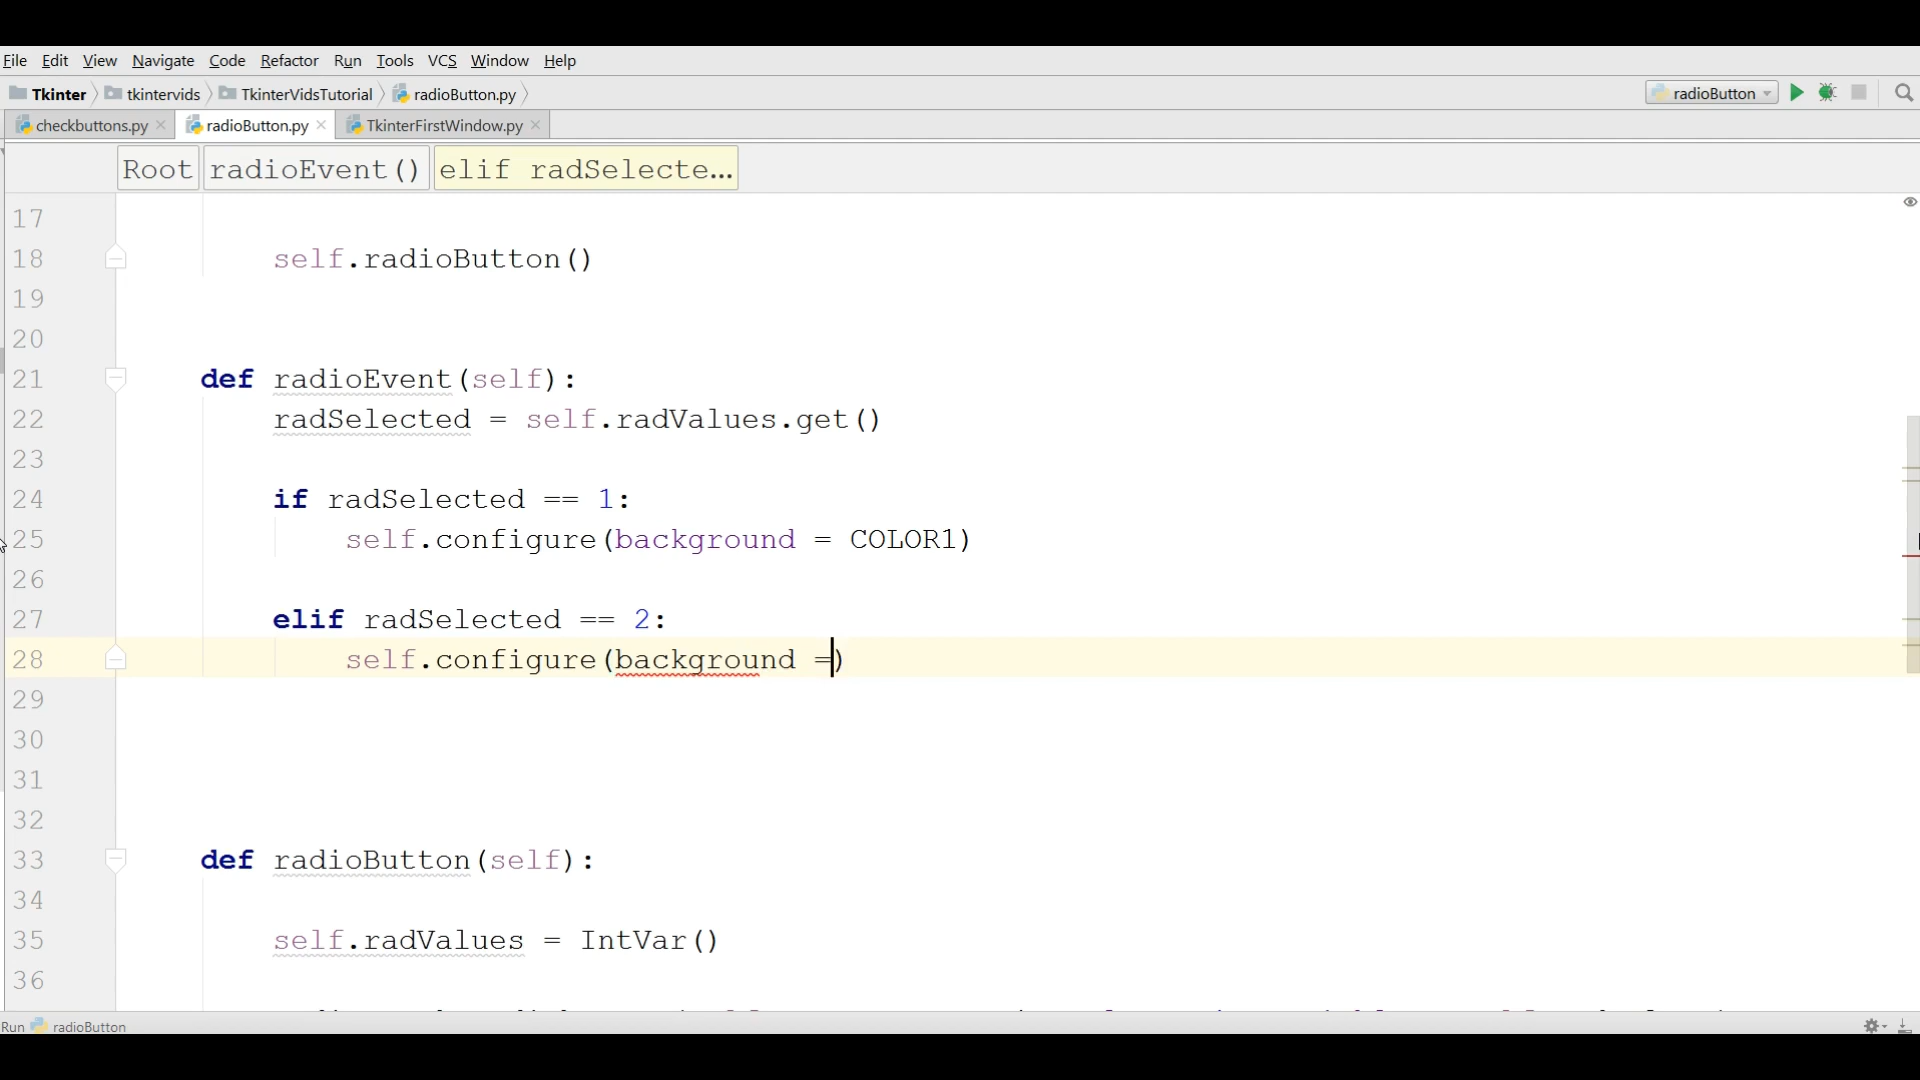 File Edit View Navigate Code Refactor Run Tools VCS Window Help
Tkinter tkintervids TkinterVidsTutorial radioButton.py radioButton
checkbuttons.py radioButton.py TkinterFirstWindow.py
Root radioEvent() elif radSelecte...
17
18 self.radioButton()
19
20
21 def radioEvent(self):
22 radSelected = self.radValues.get()
23
24 if radSelected == 1:
25 self.configure(background = COLOR1)
26
27 elif radSelected == 2:
28 self.configure(background =)
29
30
31
32
33 def radioButton(self):
34
35 self.radValues = IntVar()
36
Run radioButton